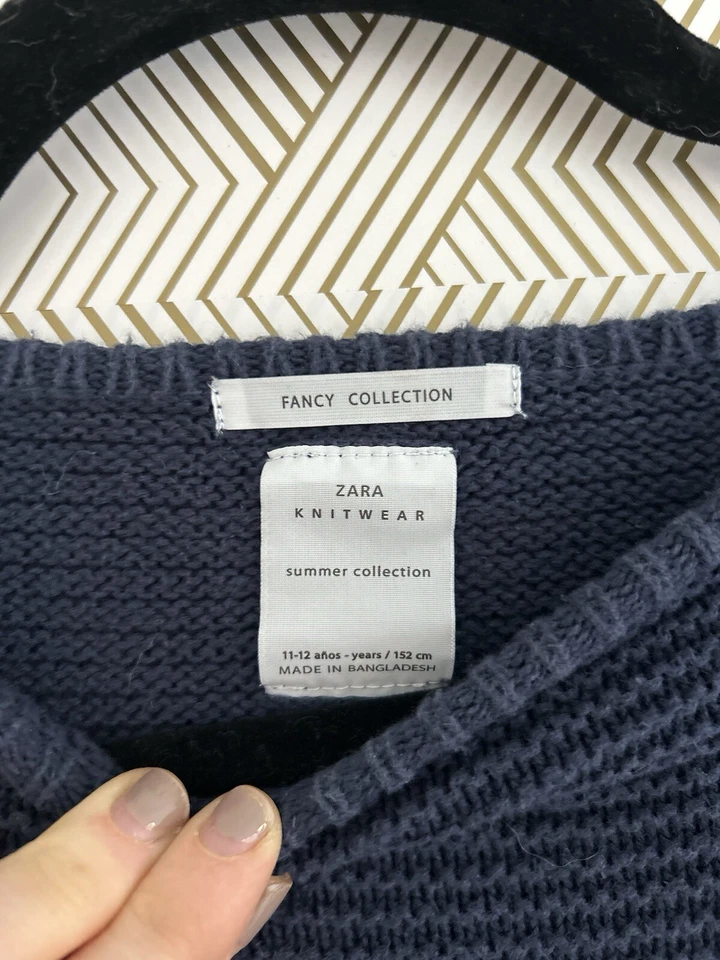 FANCY COLLECTION
ZARA
KNITWEAR
summer collection
11-12 años - years / 152 cm
MADE IN BANGLADESH